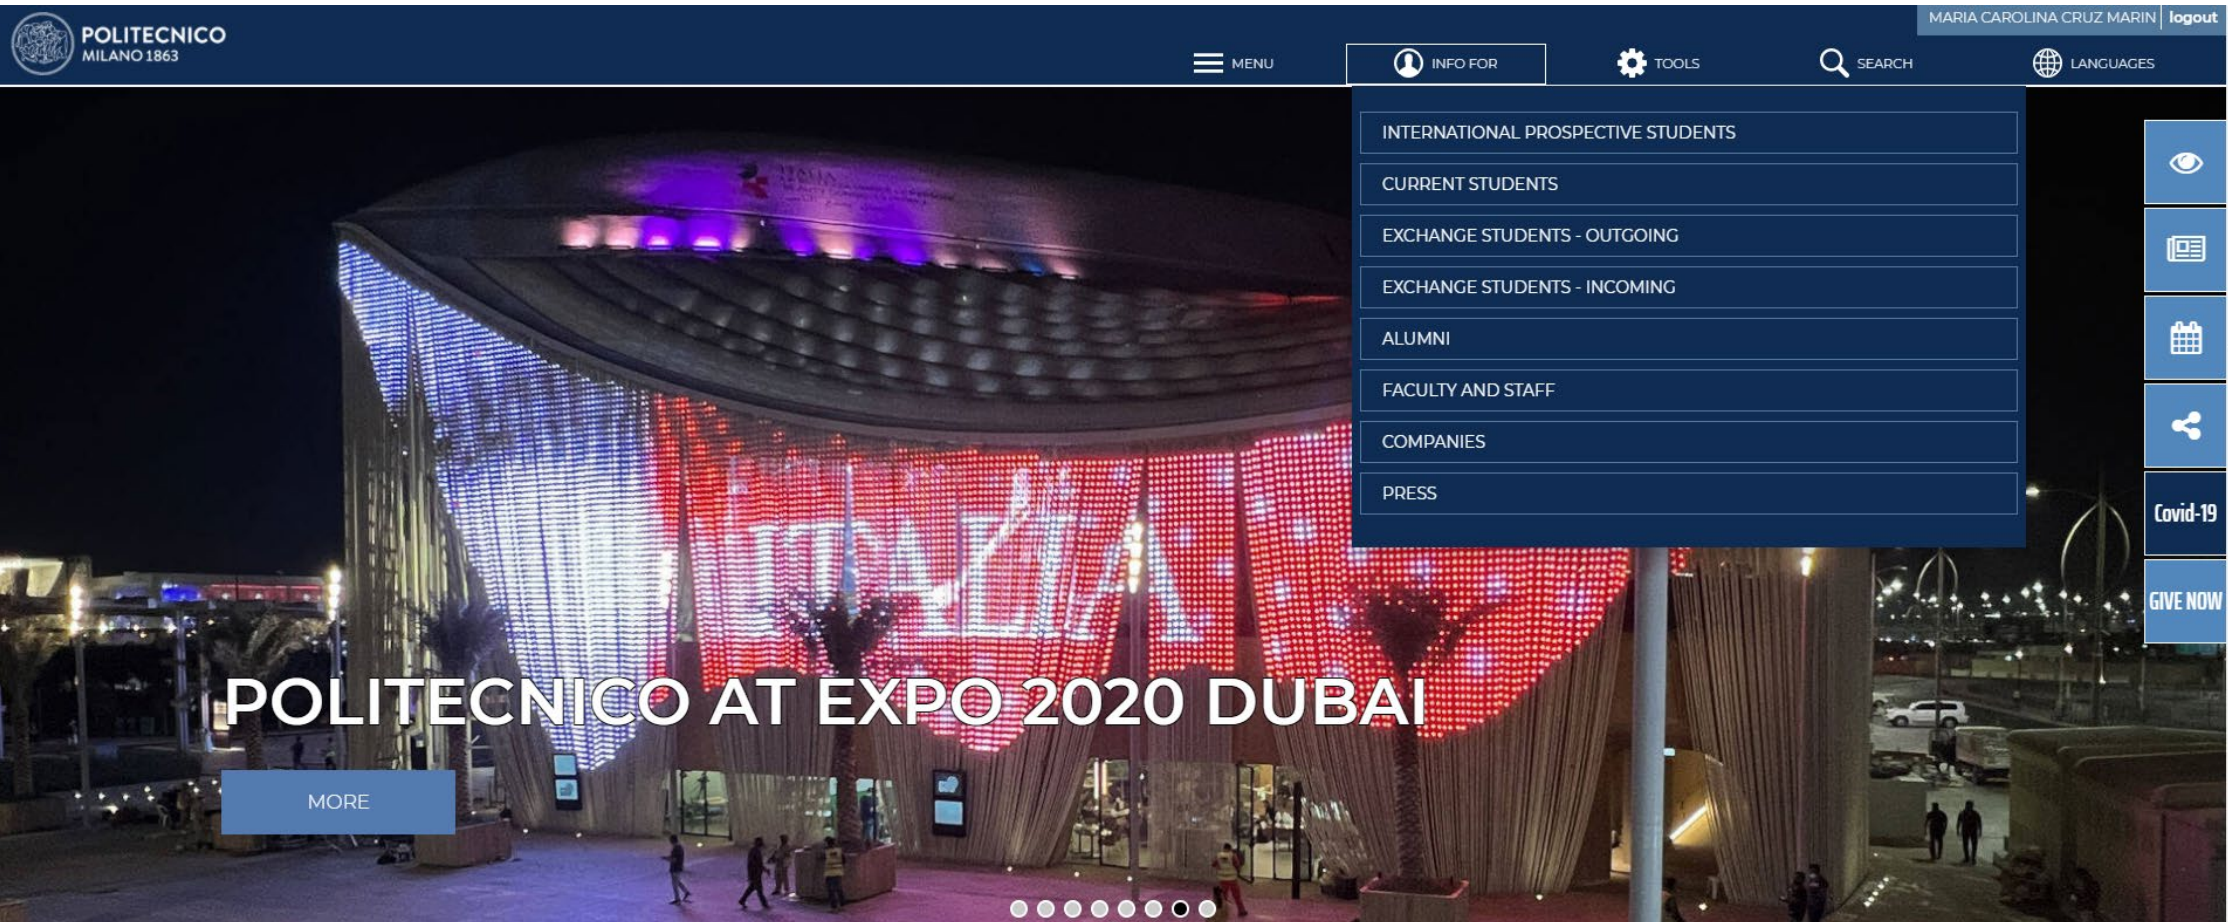 MARIA CAROLINA CRUZ MARIN logout
POLITECNICO
MILANO 1863
MENU
INFO FOR
TOOLS
SEARCH
LANGUAGES
INTERNATIONAL PROSPECTIVE STUDENTS
CURRENT STUDENTS
EXCHANGE STUDENTS - OUTGOING
EXCHANGE STUDENTS - INCOMING
ALUMNI
FACULTY AND STAFF
COMPANIES
PRESS
Covid-19
GIVE NOW
ITALIA
POLITECNICO AT EXPO 2020 DUBAI
MORE